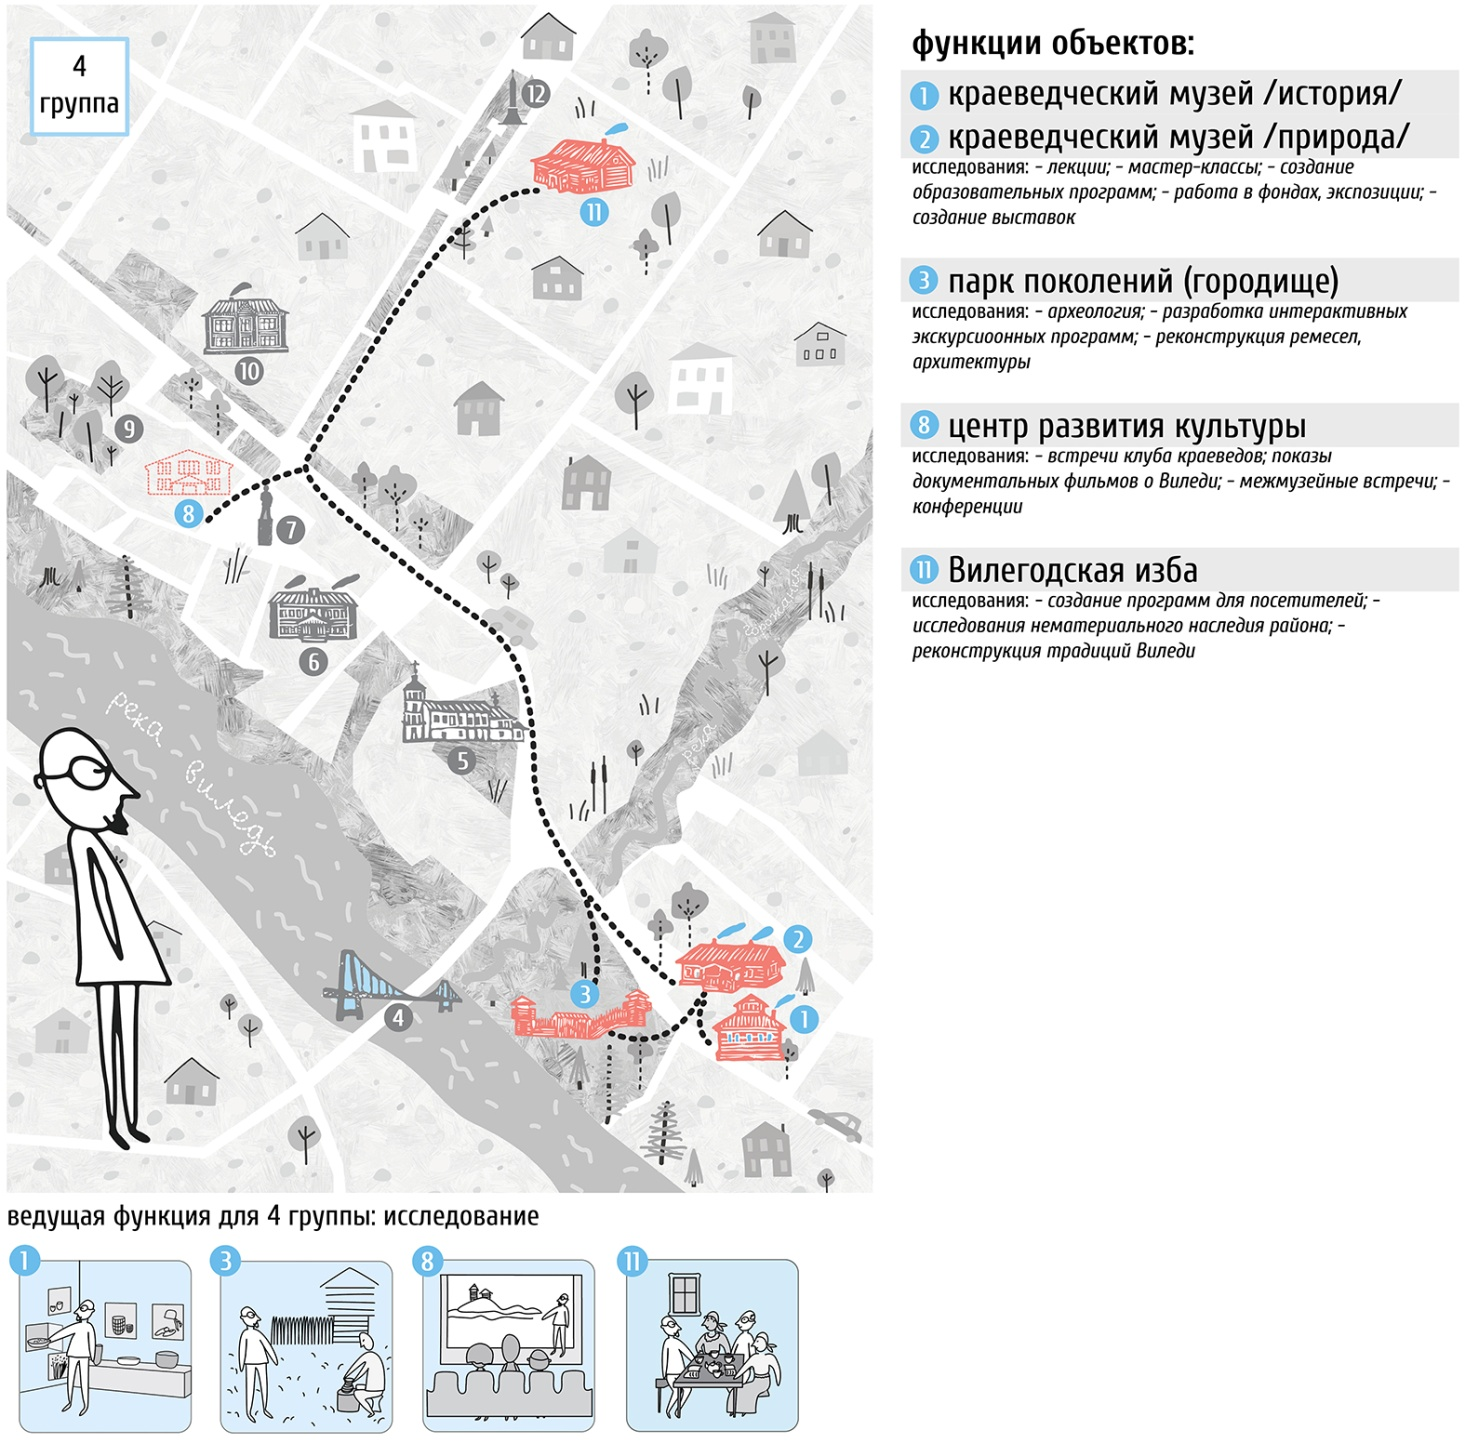 4
группа
12
11
10
9
8
7
6
5
река
виледь
река
4
3
2
1
функции объектов:
1 краеведческий музей /история/
2 краеведческий музей /природа/
исследования: - лекции; - мастер-классы; - создание
образовательных программ; - работа в фондах, экспозиции; -
создание выставок
3 парк поколений (городище)
исследования: - археология; - разработка интерактивных
экскурсиоонных программ; - реконструкция ремесел,
архитектуры
8 центр развития культуры
исследования: - встречи клуба краеведов; показы
документальных фильмов о Виледи; - межмузейные встречи; -
конференции
11 Вилегодская изба
исследования: - создание программ для посетителей; -
исследования нематериального наследия района; -
реконструкция традиций Виледи
ведущая функция для 4 группы: исследование
1
3
8
11